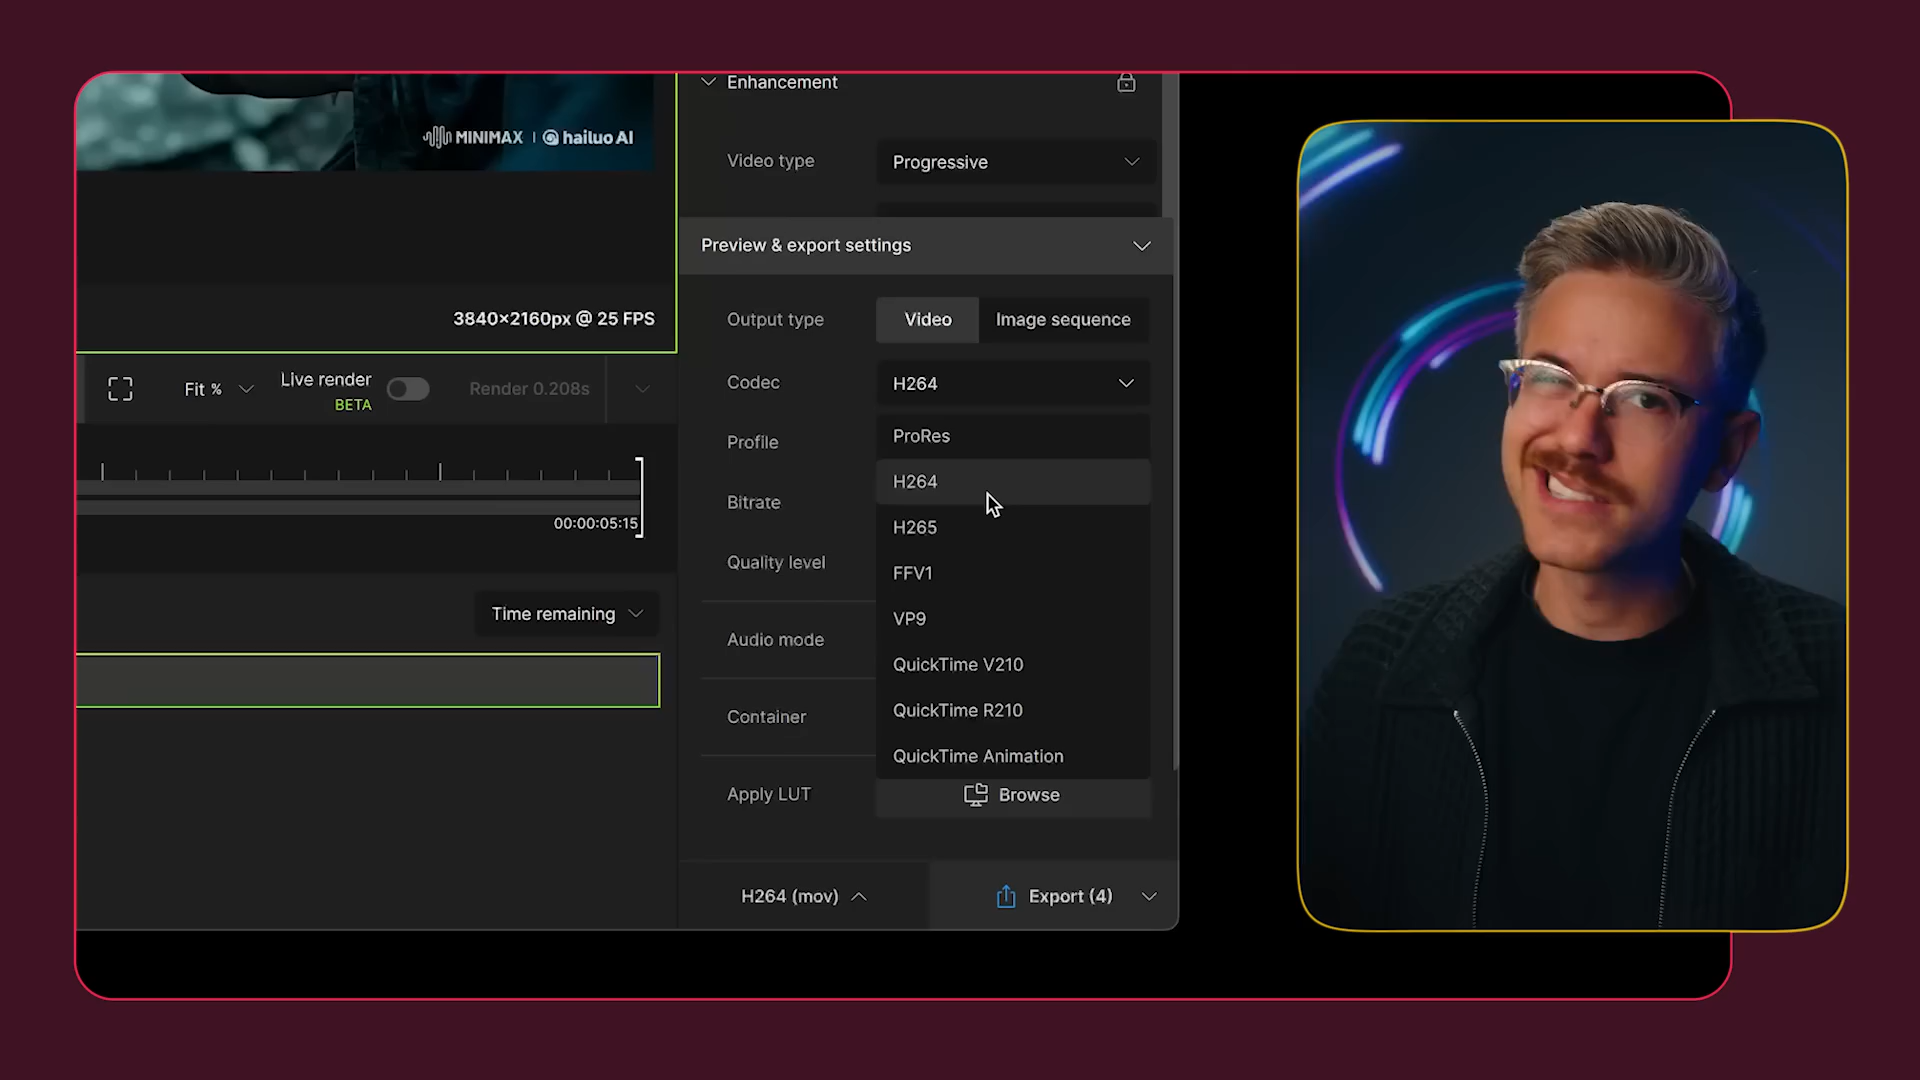 MINIMAX | hailuo AI
3840×2160px @ 25 FPS
Fit %
Live render
BETA
Render 0.208s
00:00:05:15
Time remaining
Enhancement
Video type
Progressive
Preview & export settings
Output type
Video
Image sequence
Codec
H264
Profile
ProRes
H264
Bitrate
H265
Quality level
FFV1
VP9
Audio mode
QuickTime V210
Container
QuickTime R210
QuickTime Animation
Apply LUT
Browse
H264 (mov)
Export (4)